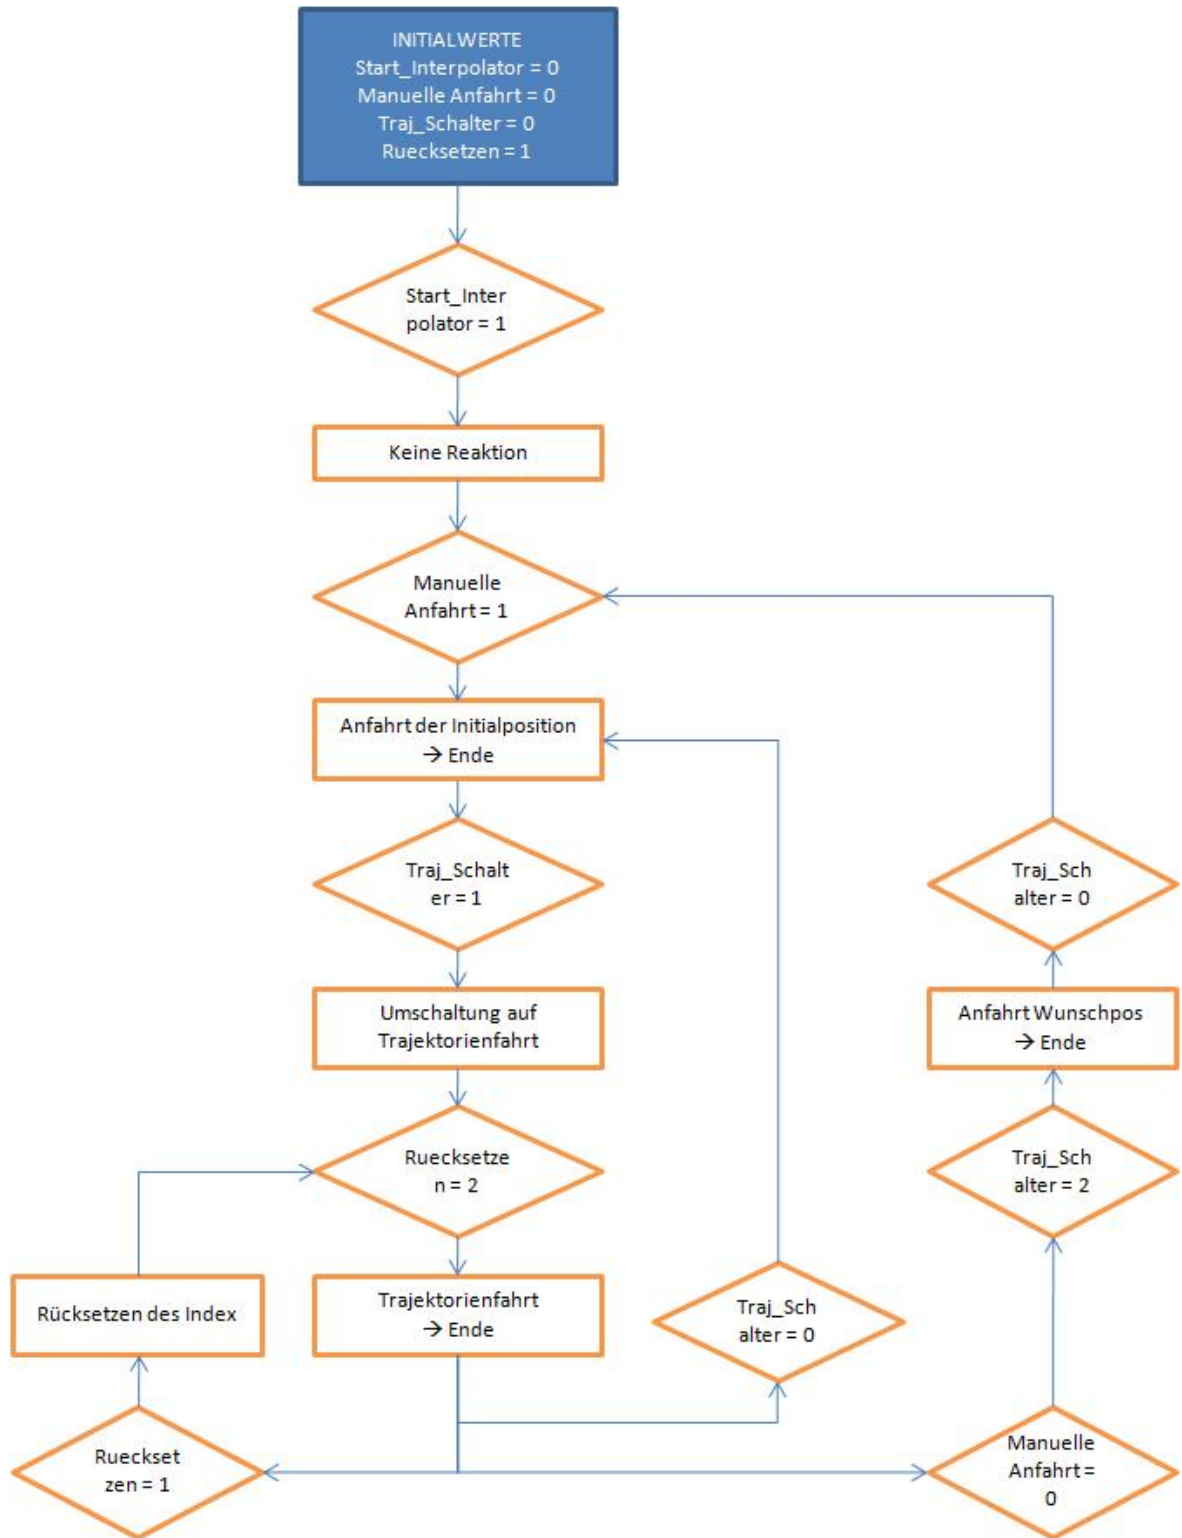 INITIALWERTE
Start_Interpolator = 0
Manuelle Anfahrt = 0
Traj_Schalter = 0
Ruecksetzen = 1
Start_Inter
polator = 1
Keine Reaktion
Manuelle
Anfahrt = 1
Anfahrt der Initialposition
→ Ende
Traj_Schalt
er = 1
Umschaltung auf
Trajektorienfahrt
Ruecksetze
n = 2
Trajektorienfahrt
→ Ende
Rücksetzen des Index
Rueckset
zen = 1
Traj_Sch
alter = 0
Traj_Sch
alter = 0
Anfahrt Wunschpos
→ Ende
Traj_Sch
alter = 2
Manuelle
Anfahrt =
0